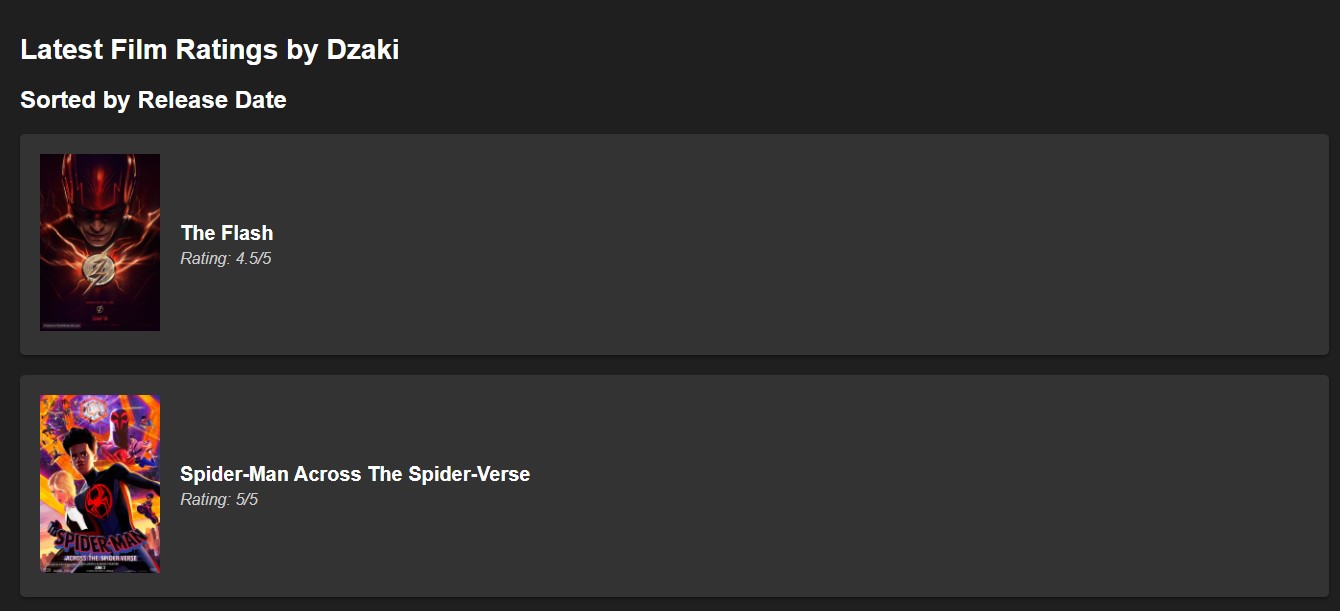 Latest Film Ratings by Dzaki
Sorted by Release Date
The Flash
Rating: 4.5/5
Spider-Man Across The Spider-Verse
Rating: 5/5
SPIDER-MAN
ACROSS THE SPIDER-VERSE